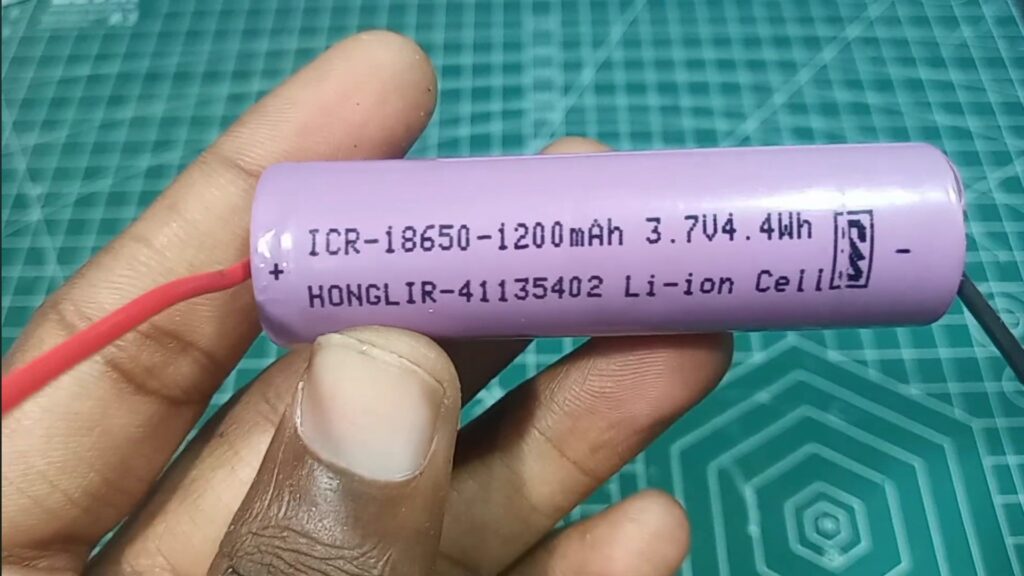 + ICR-18650-1200mAh 3.7V4.4Wh -
HONGLIR-41135402 Li-ion Cell